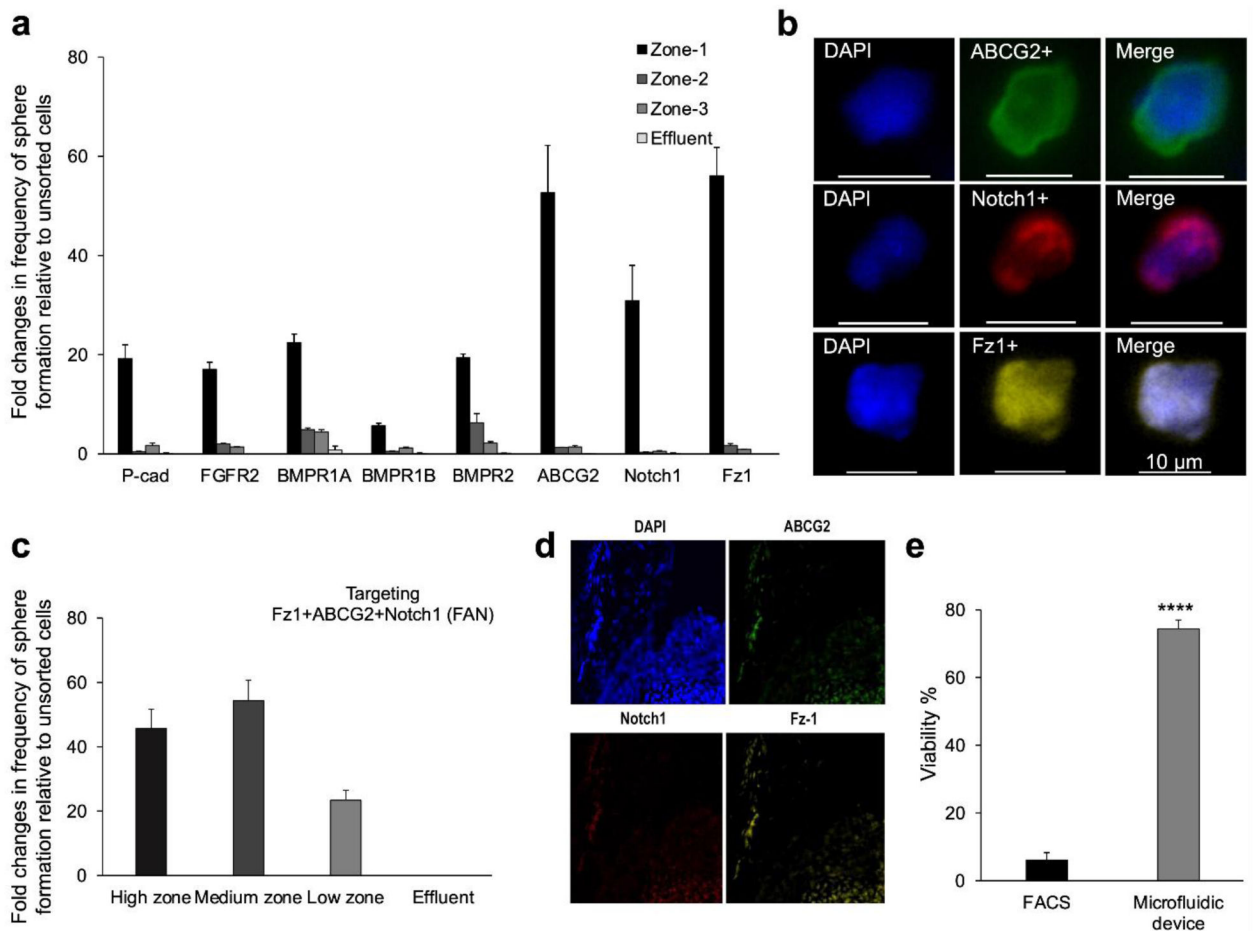 a
Fold changes in frequency of sphere
formation relative to unsorted cells
80
60
40
20
0
Zone-1
Zone-2
Zone-3
Effluent
P-cad FGFR2 BMPR1A BMPR1B BMPR2 ABCG2 Notch1 Fz1
b
DAPI ABCG2+ Merge
DAPI Notch1+ Merge
DAPI Fz1+ Merge
10 µm
c
Fold changes in frequency of sphere
formation relative to unsorted cells
80
60
40
20
0
Targeting
Fz1+ABCG2+Notch1 (FAN)
High zone Medium zone Low zone Effluent
d
DAPI ABCG2
Notch1 Fz-1
e
Viability %
80
60
40
20
0
****
FACS Microfluidic
device